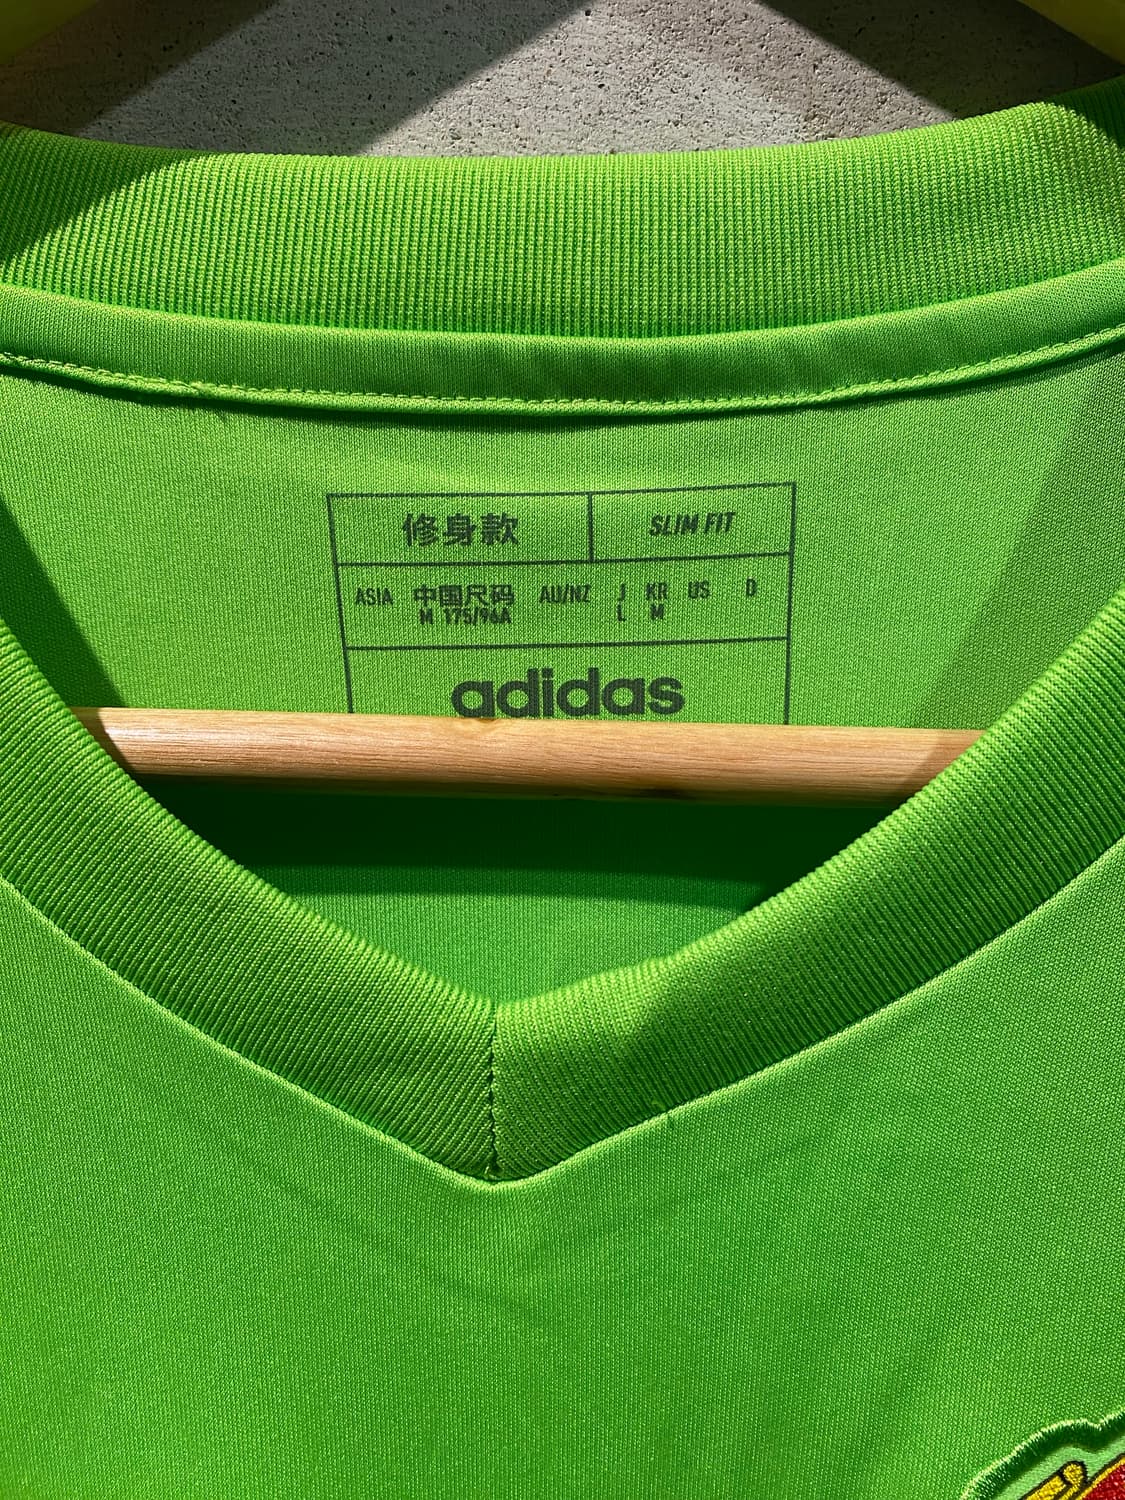 修身款 SLIM FIT
ASIA 中国尺码 AU/NZ J KR US D
M 175/96A L M
adidas